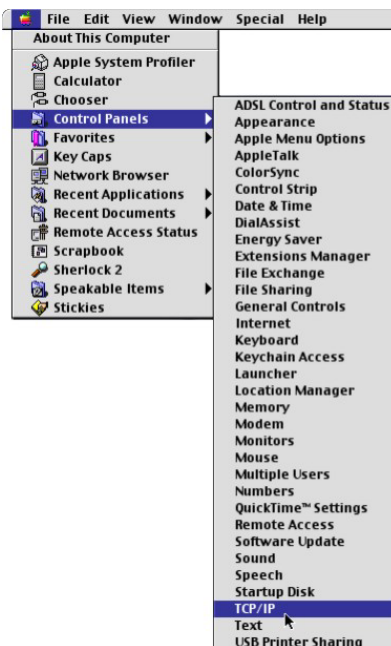 File Edit View Window Special Help
About This Computer
Apple System Profiler
Calculator
Chooser
Control Panels
Favorites
Key Caps
Network Browser
Recent Applications
Recent Documents
Remote Access Status
Scrapbook
Sherlock 2
Speakable Items
Stickies
ADSL Control and Status
Appearance
Apple Menu Options
AppleTalk
ColorSync
Control Strip
Date & Time
DialAssist
Energy Saver
Extensions Manager
File Exchange
File Sharing
General Controls
Internet
Keyboard
Keychain Access
Launcher
Location Manager
Memory
Modem
Monitors
Mouse
Multiple Users
Numbers
QuickTime™ Settings
Remote Access
Software Update
Sound
Speech
Startup Disk
TCP/IP
Text
USB Printer Sharing